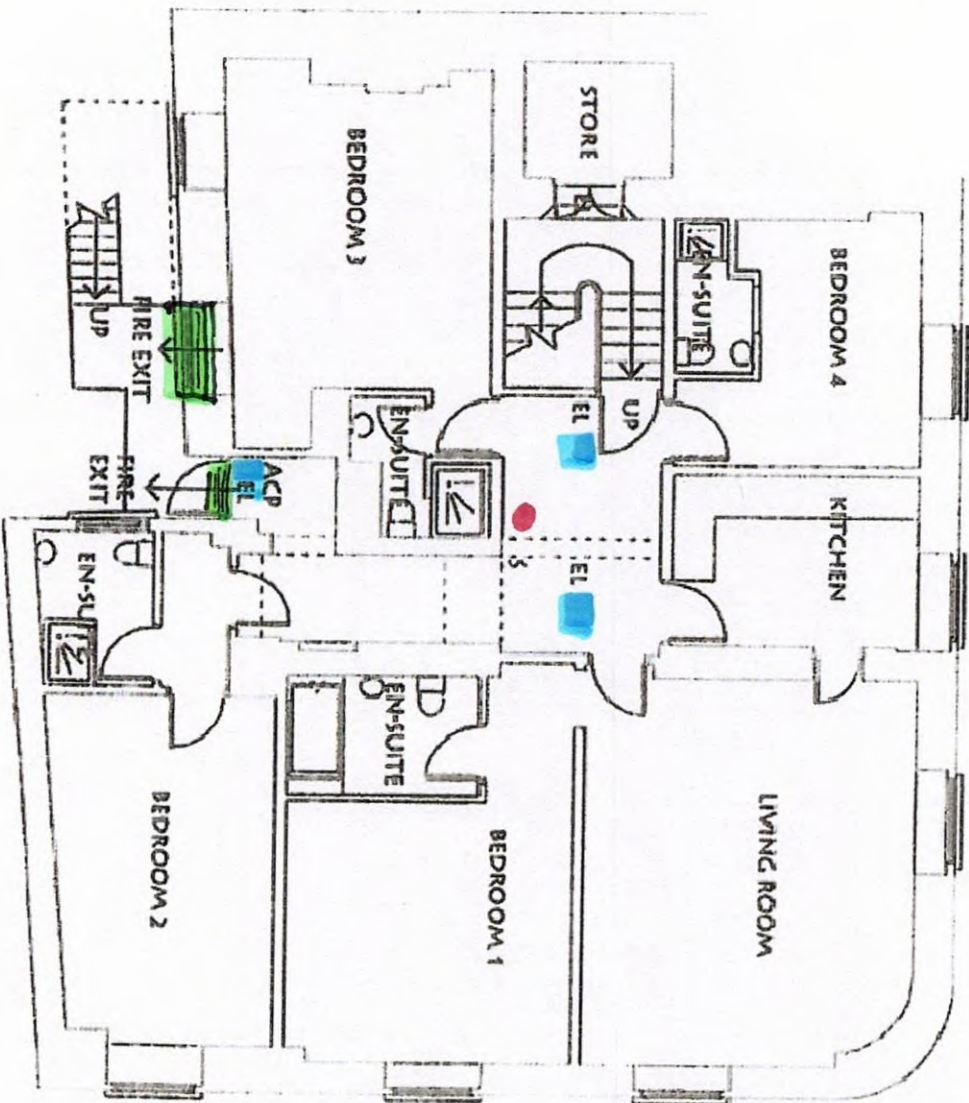 BEDROOM 4
KITCHEN
LIVING ROOM
EN-SUITE
UP
STORE
EL
EL
S
BEDROOM 1
EN-SUITE
EN-SUITE
BEDROOM 3
ACP
EL
BEDROOM 2
FIRE EXIT
UP
FIRE
EXIT
EN-SU